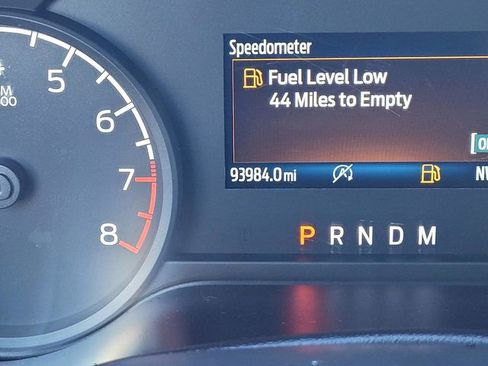 Speedometer
Fuel Level Low
44 Miles to Empty
93984.0 mi
P R N D M
5
6
7
8